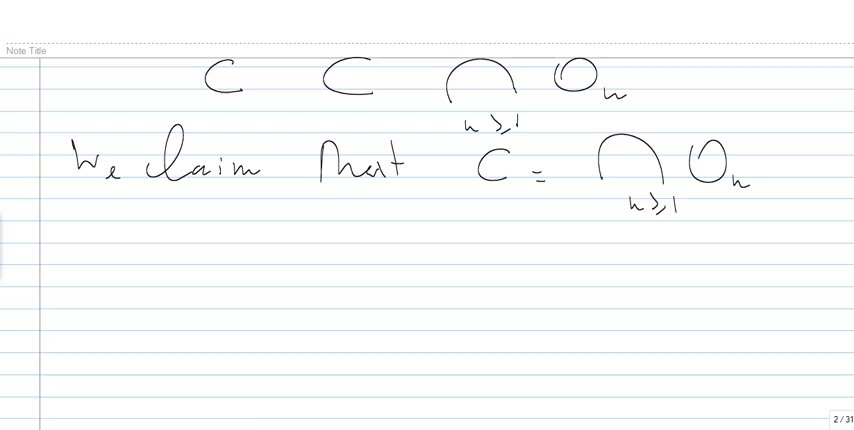 Note Title
C ⊂ ⋂ O_n
n ≥ 1
We claim that C = ⋂ O_n
n ≥ 1
2 / 31